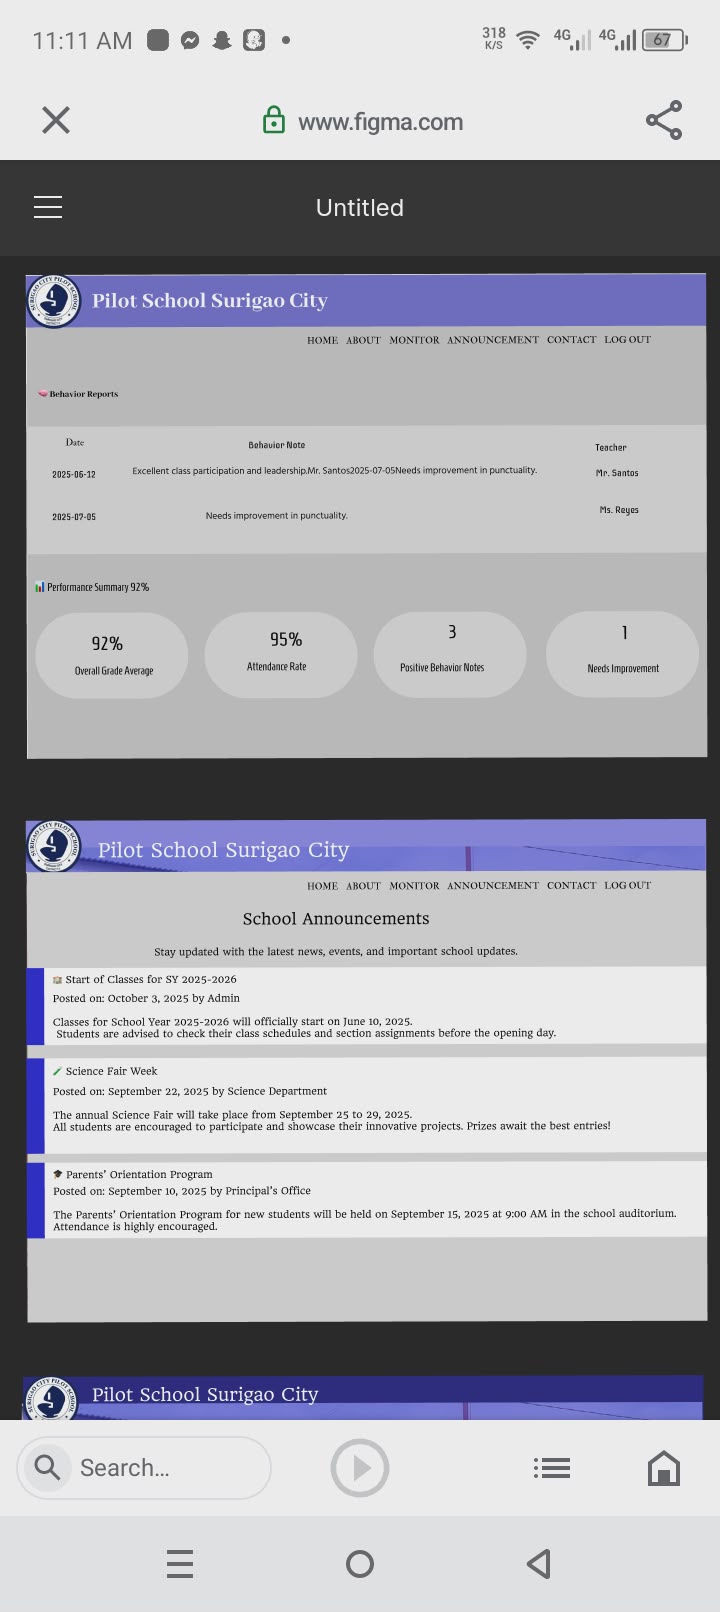 11:11 AM
318 K/S 4G 4G 67
www.figma.com
Untitled
Pilot School Surigao City
HOME ABOUT MONITOR ANNOUNCEMENT CONTACT LOG OUT
Behavior Reports
Date Behavior Note Teacher
2025-06-12 Excellent class participation and leadership.Mr. Santos2025-07-05Needs improvement in punctuality. Mr. Santos
2025-07-05 Needs improvement in punctuality. Ms. Reyes
Performance Summary 92%
92% 95% 3 1
Overall Grade Average Attendance Rate Positive Behavior Notes Needs Improvement
SURIGAO CITY PILOT SCHOOL
Pilot School Surigao City
HOME ABOUT MONITOR ANNOUNCEMENT CONTACT LOG OUT
School Announcements
Stay updated with the latest news, events, and important school updates.
Start of Classes for SY 2025-2026
Posted on: October 3, 2025 by Admin
Classes for School Year 2025-2026 will officially start on June 10, 2025.
Students are advised to check their class schedules and section assignments before the opening day.
Science Fair Week
Posted on: September 22, 2025 by Science Department
The annual Science Fair will take place from September 25 to 29, 2025.
All students are encouraged to participate and showcase their innovative projects. Prizes await the best entries!
Parents' Orientation Program
Posted on: September 10, 2025 by Principal's Office
The Parents' Orientation Program for new students will be held on September 15, 2025 at 9:00 AM in the school auditorium.
Attendance is highly encouraged.
Pilot School Surigao City
Search...